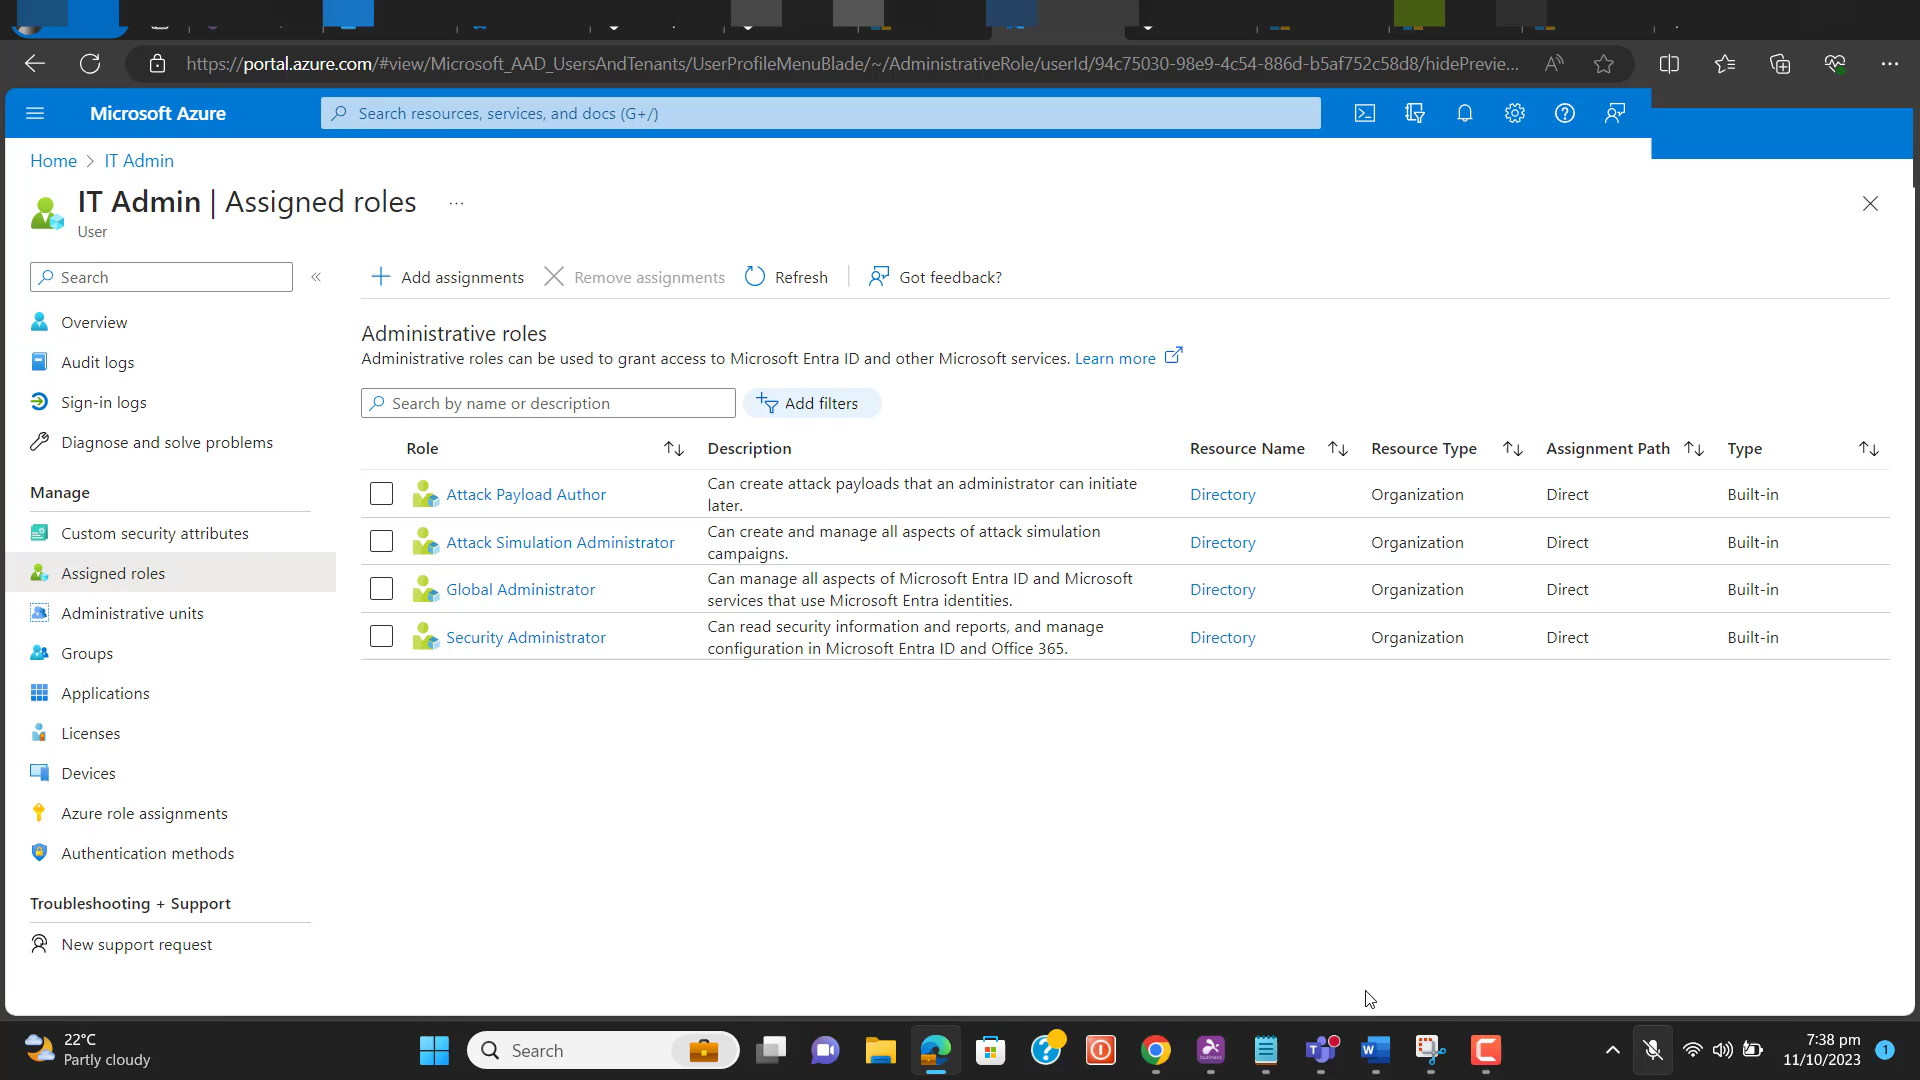 https://portal.azure.com/#view/Microsoft_AAD_UsersAndTenants/UserProfileMenuBlade/~/AdministrativeRole/userId/94c75030-98e9-4c54-886d-b5af752c58d8/hidePrevie...
Microsoft Azure
Search resources, services, and docs (G+/)
Home > IT Admin
IT Admin | Assigned roles ...
User
Search
«
Add assignments
Remove assignments
Refresh
Got feedback?
Overview
Audit logs
Sign-in logs
Diagnose and solve problems
Manage
Custom security attributes
Assigned roles
Administrative units
Groups
Applications
Licenses
Devices
Azure role assignments
Authentication methods
Troubleshooting + Support
New support request
Administrative roles
Administrative roles can be used to grant access to Microsoft Entra ID and other Microsoft services. Learn more
Search by name or description
Add filters
Role Description Resource Name Resource Type Assignment Path Type
Attack Payload Author Can create attack payloads that an administrator can initiate later. Directory Organization Direct Built-in
Attack Simulation Administrator Can create and manage all aspects of attack simulation campaigns. Directory Organization Direct Built-in
Global Administrator Can manage all aspects of Microsoft Entra ID and Microsoft services that use Microsoft Entra identities. Directory Organization Direct Built-in
Security Administrator Can read security information and reports, and manage configuration in Microsoft Entra ID and Office 365. Directory Organization Direct Built-in
22°C
Partly cloudy
Search
7:38 pm
11/10/2023
1